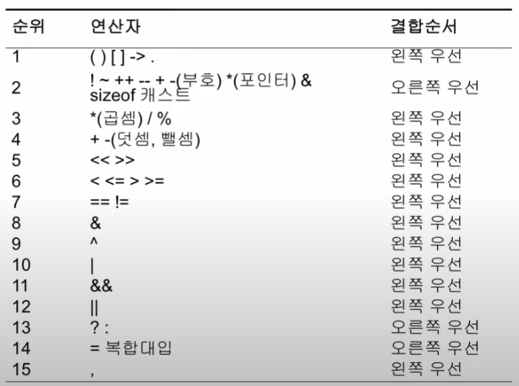 순위 연산자 결합순서
1 ( ) [ ] -> . 왼쪽 우선
2 ! ~ ++ -- + -(부호) *(포인터) & sizeof 캐스트 오른쪽 우선
3 *(곱셈) / % 왼쪽 우선
4 + -(덧셈, 뺄셈) 왼쪽 우선
5 << >> 왼쪽 우선
6 < <= > >= 왼쪽 우선
7 == != 왼쪽 우선
8 & 왼쪽 우선
9 ^ 왼쪽 우선
10 | 왼쪽 우선
11 && 왼쪽 우선
12 || 왼쪽 우선
13 ? : 오른쪽 우선
14 = 복합대입 오른쪽 우선
15 , 왼쪽 우선